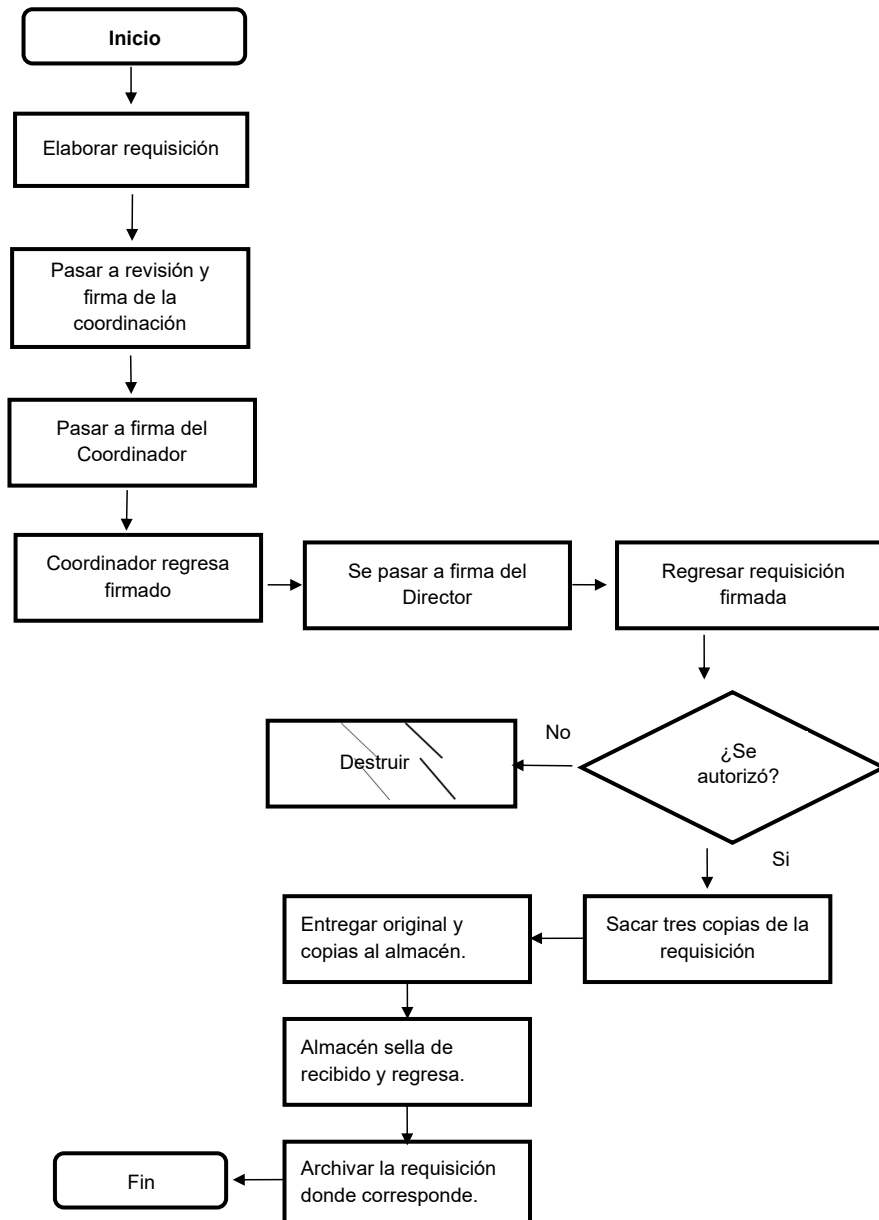 Inicio
Elaborar requisición
Pasar a revisión y
firma de la
coordinación
Pasar a firma del
Coordinador
Coordinador regresa
firmado
Se pasar a firma del
Director
Regresar requisición
firmada
¿Se
autorizó?
No
Destruir
Si
Sacar tres copias de la
requisición
Entregar original y
copias al almacén.
Almacén sella de
recibido y regresa.
Archivar la requisición
donde corresponde.
Fin